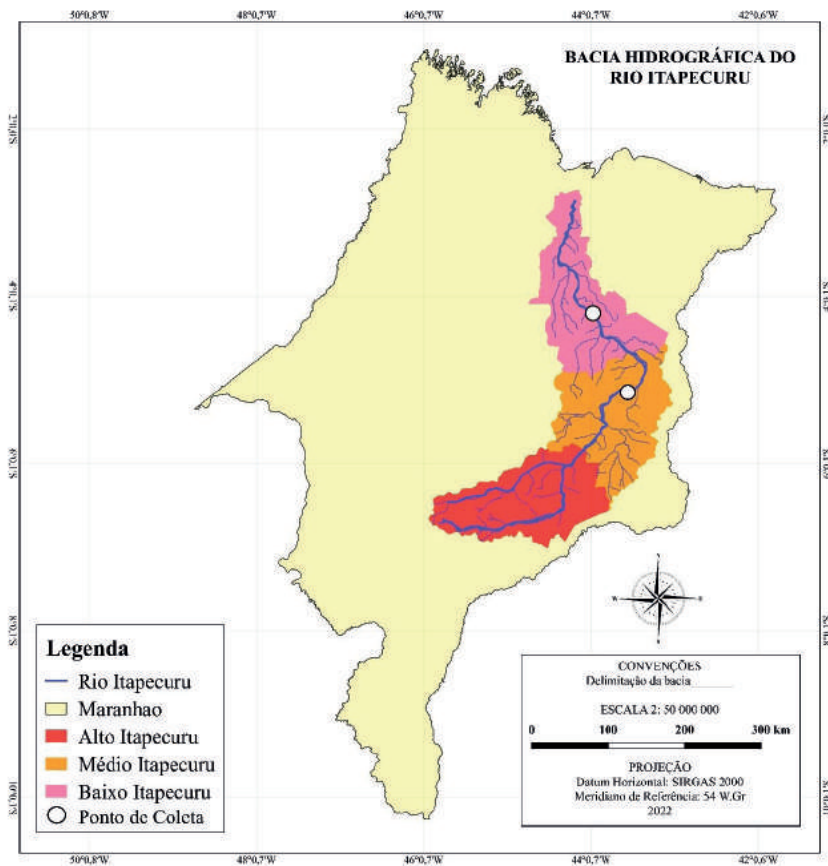 50°0,8'W 48°0,7'W 46°0,7'W 44°0,7'W 42°0,6'W
BACIA HIDROGRÁFICA DO
RIO ITAPECURU
N
W
S
Legenda
Rio Itapecuru
Maranhao
Alto Itapecuru
Médio Itapecuru
Baixo Itapecuru
Ponto de Coleta
CONVENÇÕES
Delimitação da bacia
ESCALA 2: 50 000 000
0 100 200 300 km
PROJEÇÃO
Datum Horizontal: SIRGAS 2000
Meridiano de Referência: 54 W.Gr
2022
50°0,8'W 48°0,7'W 46°0,7'W 44°0,7'W 42°0,6'W